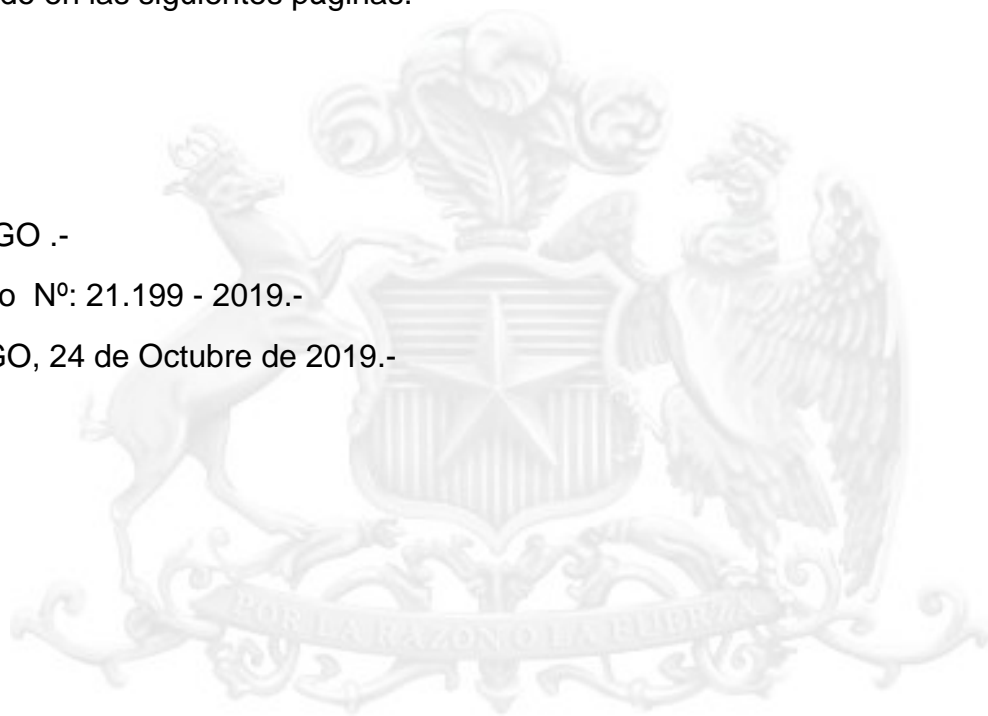 do en las siguientes páginas.
GO .-
o Nº: 21.199 - 2019.-
GO, 24 de Octubre de 2019.-
POR LA RAZON O LA FUERZA